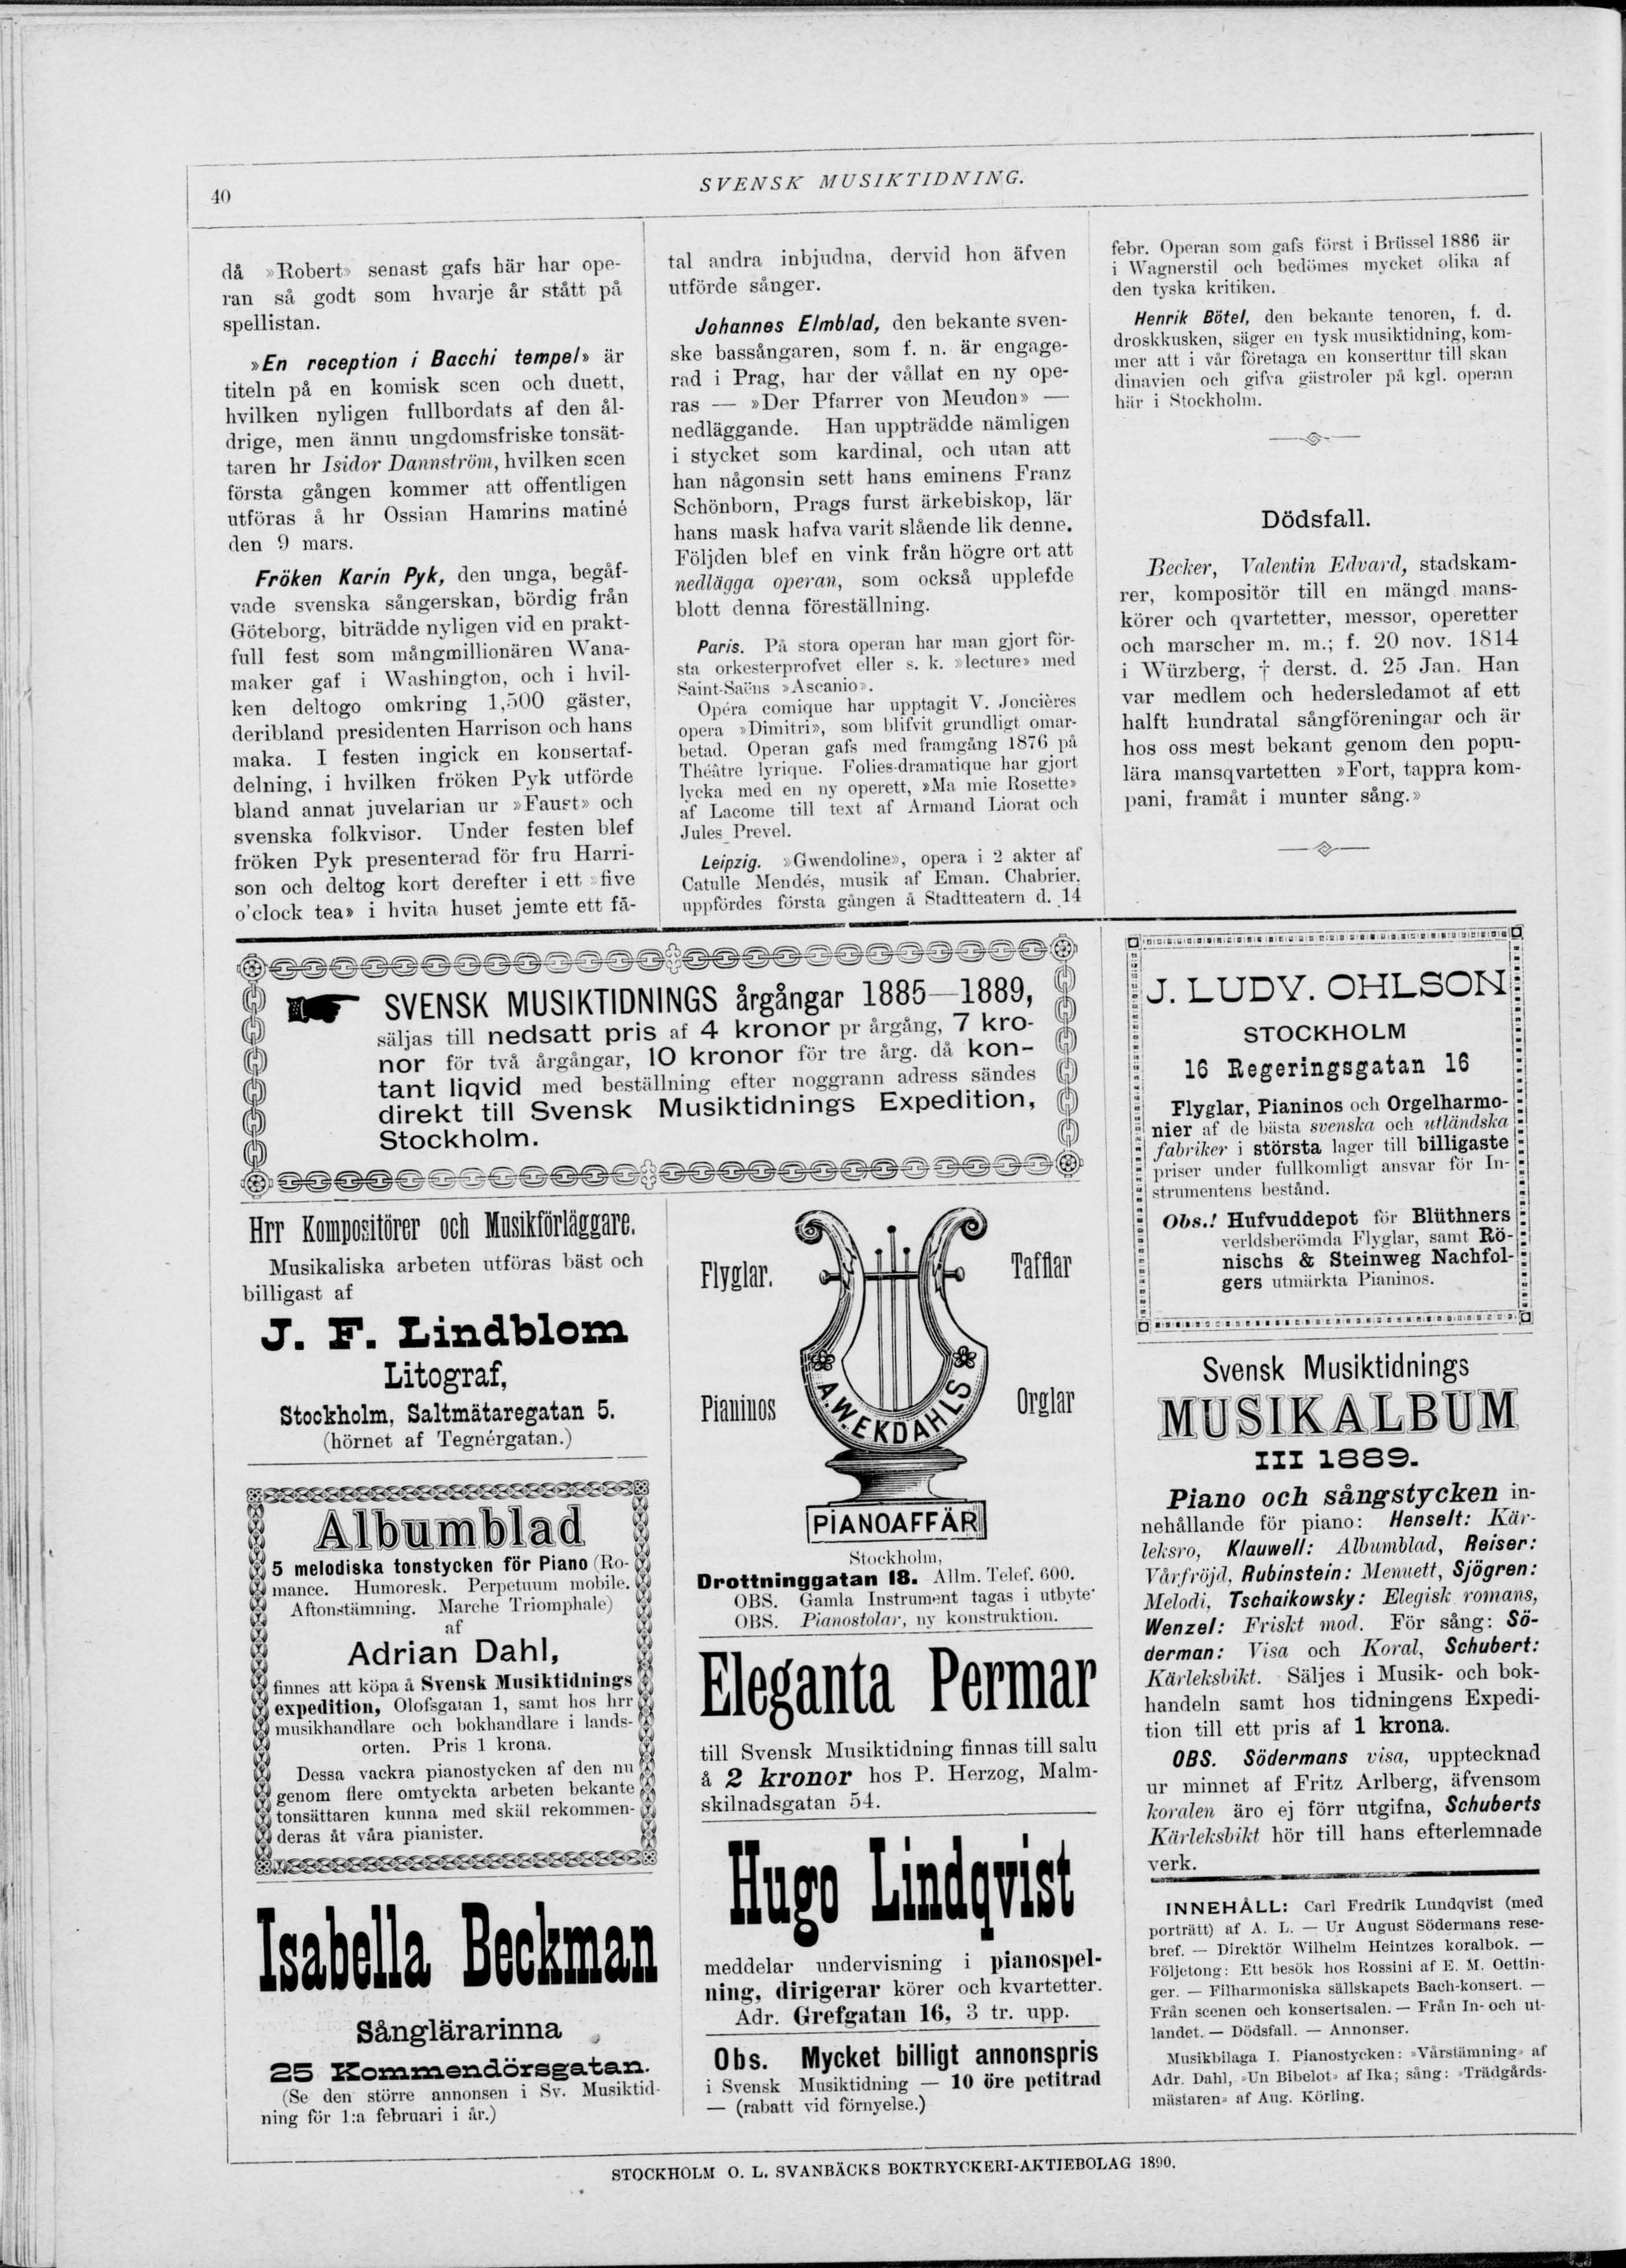 40
SVENSK MUSIKTIDNING.
då »Robert» senast gafs här har ope-
ran så godt som hvarje år stått på
spellistan.
»En reception i Bacchi tempel» är
titeln på en komisk scen och duett,
hvilken nyligen fullbordats af den ål-
drige, men ännu ungdomsfriske tonsät-
taren hr Isidor Dannström, hvilken scen
första gången kommer att offentligen
utföras å hr Ossian Hamrins matiné
den 9 mars.
Fröken Karin Pyk, den unga, begåf-
vade svenska sångerskan, bördig från
Göteborg, biträdde nyligen vid en prakt-
full fest som mångmillionären Wana-
maker gaf i Washington, och i hvil-
ken deltogo omkring 1,500 gäster,
deribland presidenten Harrison och hans
maka. I festen ingick en konsertaf-
delning, i hvilken fröken Pyk utförde
bland annat juvelarian ur »Faust» och
svenska folkvisor. Under festen blef
fröken Pyk presenterad för fru Harri-
son och deltog kort derefter i ett »five
o'clock tea» i hvita huset jemte ett få-
tal andra inbjudna, dervid hon äfven
utförde sånger.
Johannes Elmblad, den bekante sven-
ske bassångaren, som f. n. är engage-
rad i Prag, har der vållat en ny ope-
ras — »Der Pfarrer von Meudon» —
nedläggande. Han uppträdde nämligen
i stycket som kardinal, och utan att
han någonsin sett hans eminens Franz
Schönborn, Prags furst ärkebiskop, lär
hans mask hafva varit slående lik denne.
Följden blef en vink från högre ort att
nedlägga operan, som också upplefde
blott denna föreställning.
Paris. På stora operan har man gjort för-
sta orkesterprofvet eller s. k. »lecture» med
Saint-Saëns »Ascanio».
Opéra comique har upptagit V. Joncières
opera »Dimitri», som blifvit grundligt omar-
betad. Operan gafs med framgång 1876 på
Théâtre lyrique. Folies-dramatique har gjort
lycka med en ny operett, »Ma mie Rosette»
af Lacome till text af Armand Liorat och
Jules Prevel.
Leipzig. »Gwendoline», opera i 2 akter af
Catulle Mendés, musik af Eman. Chabrier,
uppfördes första gången å Stadtteatern d. 14
febr. Operan som gafs först i Brüssel 1886 är
i Wagnerstil och bedömes mycket olika af
den tyska kritiken.
Henrik Bötel, den bekante tenoren, f. d.
droskkusken, säger en tysk musiktidning, kom-
mer att i vår företaga en konserttur till skan
dinavien och gifva gästroler på kgl. operan
här i Stockholm.
Dödsfall.
Becker, Valentin Edvard, stadskam-
rer, kompositör till en mängd mans-
körer och qvartetter, messor, operetter
och marscher m. m.; f. 20 nov. 1814
i Würzberg, † derst. d. 25 Jan. Han
var medlem och hedersledamot af ett
halft hundratal sångföreningar och är
hos oss mest bekant genom den popu-
lära mansqvartetten »Fort, tappra kom-
pani, framåt i munter sång.»
SVENSK MUSIKTIDNINGS årgångar 1885—1889,
säljas till nedsatt pris af 4 kronor pr årgång, 7 kro-
nor för två årgångar, 10 kronor för tre årg. då kon-
tant liqvid med beställning efter noggrann adress sändes
direkt till Svensk Musiktidnings Expedition,
Stockholm.
Hrr Kompositörer och Musikförläggare.
Musikaliska arbeten utföras bäst och
billigast af
J. F. Lindblom
Litograf,
Stockholm, Saltmätaregatan 5.
(hörnet af Tegnérgatan.)
Albumblad
5 melodiska tonstycken för Piano (Ro-
mance. Humoresk. Perpetuum mobile.
Aftonstämning. Marche Triomphale)
af
Adrian Dahl,
finnes att köpa å Svensk Musiktidnings
expedition, Olofsgatan 1, samt hos hrr
musikhandlare och bokhandlare i lands-
orten. Pris 1 krona.
Dessa vackra pianostycken af den nu
genom flere omtyckta arbeten bekante
tonsättaren kunna med skäl rekommen-
deras åt våra pianister.
Isabella Beckman
Sånglärarinna
25 Kommendörsgatan.
(Se den större annonsen i Sv. Musiktid-
ning för 1:a februari i år.)
Flyglar.
Tafflar
Pianinos
Orglar
A.W.EKDAHLS
PIANOAFFÄR
Stockholm,
Drottninggatan 18. Allm. Telef. 600.
OBS. Gamla Instrument tagas i utbyte
OBS. Pianostolar, ny konstruktion.
Eleganta Permar
till Svensk Musiktidning finnas till salu
å 2 kronor hos P. Herzog, Malm-
skilnadsgatan 54.
Hugo Lindqvist
meddelar undervisning i pianospel-
ning, dirigerar körer och kvartetter.
Adr. Grefgatan 16, 3 tr. upp.
Obs. Mycket billigt annonspris
i Svensk Musiktidning — 10 öre petitrad
— (rabatt vid förnyelse.)
J. LUDV. OHLSON
STOCKHOLM
16 Regeringsgatan 16
Flyglar, Pianinos och Orgelharmo-
nier af de bästa svenska och utländska
fabriker i största lager till billigaste
priser under fullkomligt ansvar för In-
strumentens bestånd.
Obs.! Hufvuddepot för Blüthners
verldsberömda Flyglar, samt Rö-
nischs & Steinweg Nachfol-
gers utmärkta Pianinos.
Svensk Musiktidnings
MUSIKALBUM
III 1889.
Piano och sångstycken in-
nehållande för piano: Henselt: Kär-
leksro, Klauwell: Albumblad, Reiser:
Vårfröjd, Rubinstein: Menuett, Sjögren:
Melodi, Tschaikowsky: Elegisk romans,
Wenzel: Friskt mod. För sång: Sö-
derman: Visa och Koral, Schubert:
Kärleksbikt. Säljes i Musik- och bok-
handeln samt hos tidningens Expedi-
tion till ett pris af 1 krona.
OBS. Södermans visa, upptecknad
ur minnet af Fritz Arlberg, äfvensom
koralen äro ej förr utgifna, Schuberts
Kärleksbikt hör till hans efterlemnade
verk.
INNEHÅLL: Carl Fredrik Lundqvist (med
porträtt) af A. L. — Ur August Södermans rese-
bref. — Direktör Wilhelm Heintzes koralbok. —
Följetong: Ett besök hos Rossini af E. M. Oettin-
ger. — Filharmoniska sällskapets Bach-konsert. —
Från scenen och konsertsalen. — Från In- och ut-
landet. — Dödsfall. — Annonser.
Musikbilaga I. Pianostycken: »Vårstämning» af
Adr. Dahl, »Un Bibelot» af Ika; sång: »Trädgårds-
mästaren» af Aug. Körling.
STOCKHOLM O. L. SVANBÄCKS BOKTRYCKERI-AKTIEBOLAG 1890.